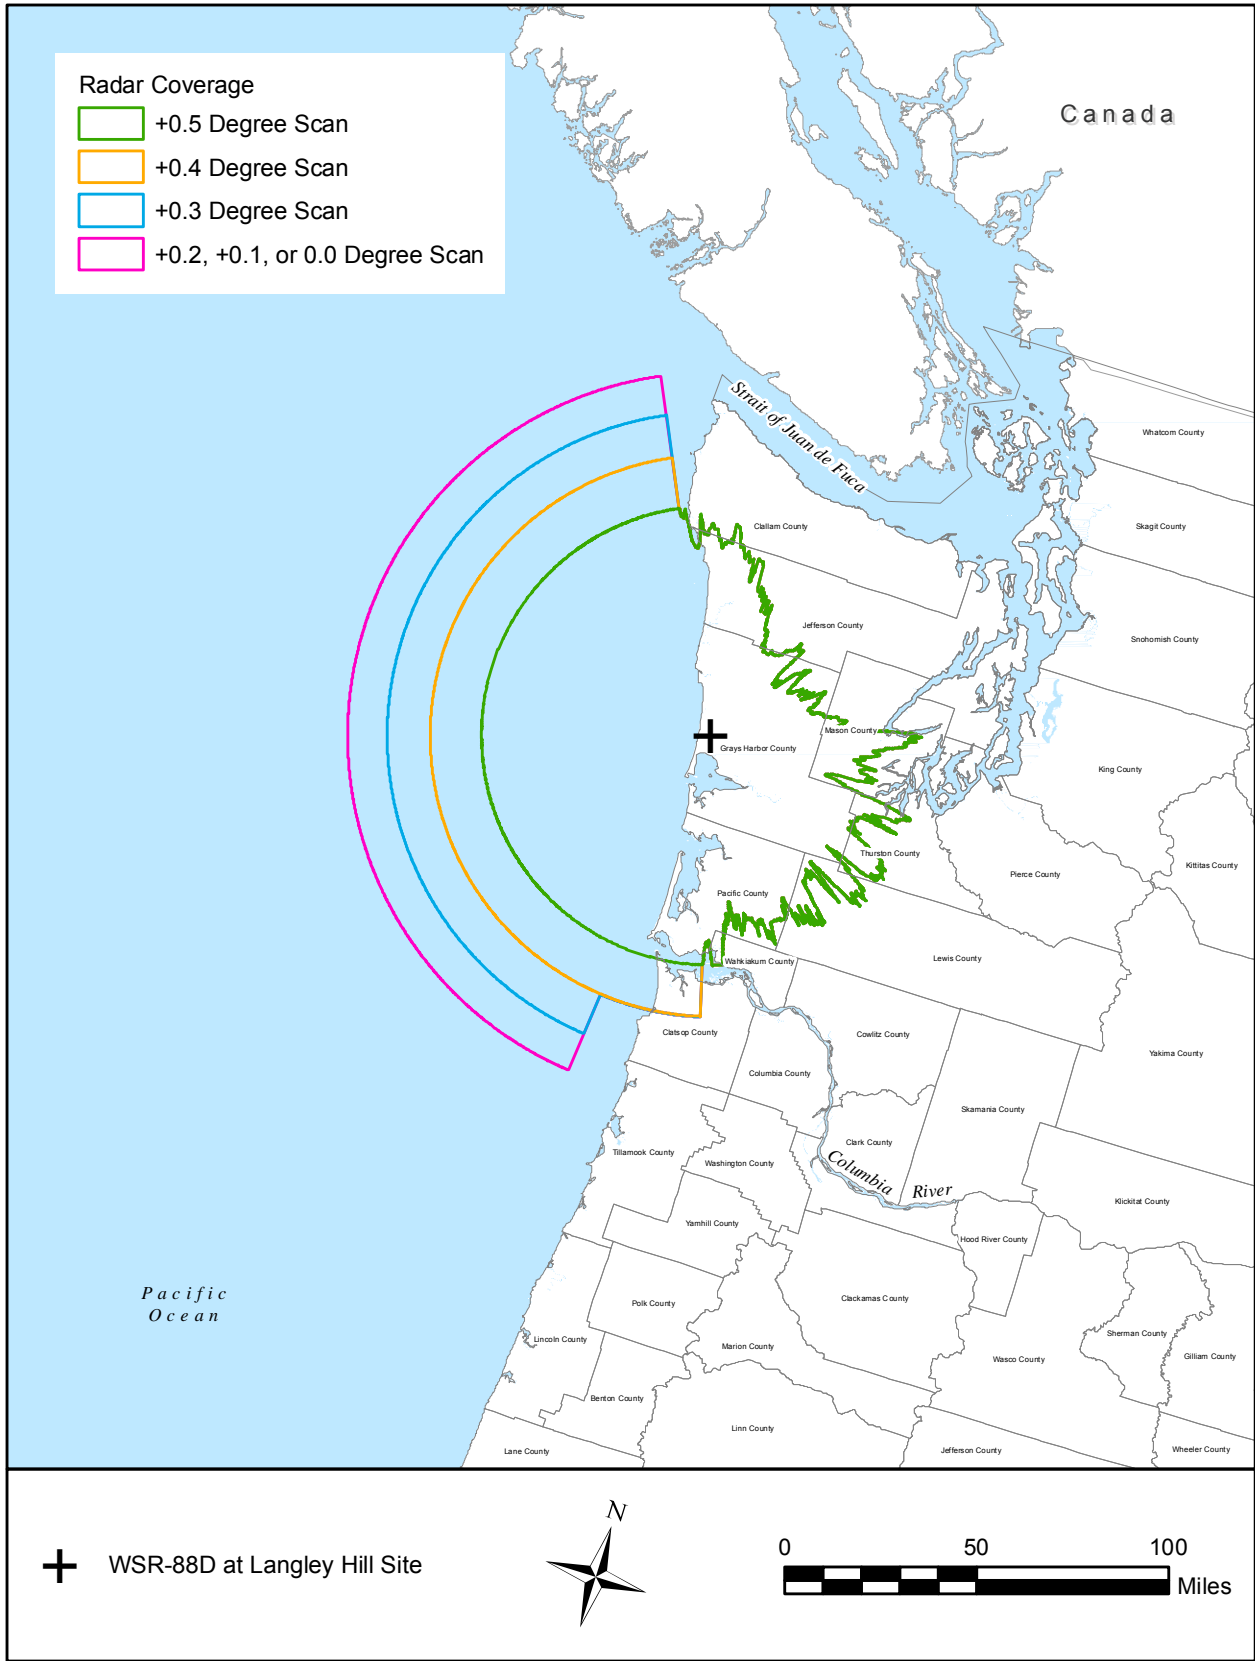 Radar Coverage
+0.5 Degree Scan
+0.4 Degree Scan
+0.3 Degree Scan
+0.2, +0.1, or 0.0 Degree Scan
Canada
Strait of Juan de Fuca
Whatcom County
Skagit County
Clallam County
Jefferson County
Snohomish County
Mason County
Grays Harbor County
King County
Thurston County
Kittitas County
Pierce County
Pacific County
Wahkiakum County
Lewis County
Clatsop County
Cowlitz County
Yakima County
Columbia County
Skamania County
Clark County
Tillamook County
Washington County
Columbia River
Klickitat County
Yamhill County
Hood River County
Pacific
Ocean
Polk County
Clackamas County
Lincoln County
Marion County
Sherman County
Wasco County
Gilliam County
Benton County
Linn County
Lane County
Jefferson County
Wheeler County
WSR-88D at Langley Hill Site
N
0 50 100
Miles